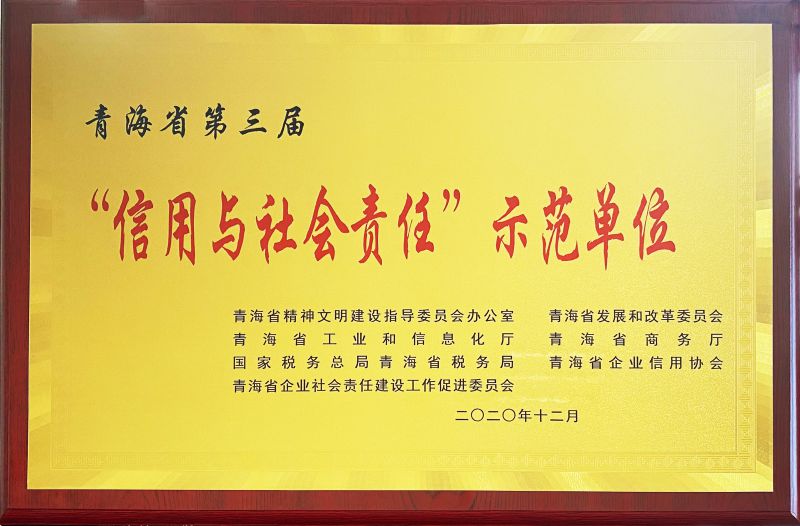 青海省第三届
“信用与社会责任”示范单位
青海省精神文明建设指导委员会办公室 青海省发展和改革委员会
青海省工业和信息化厅 青海省商务厅
国家税务总局青海省税务局 青海省企业信用协会
青海省企业社会责任建设工作促进委员会
二〇二〇年十二月